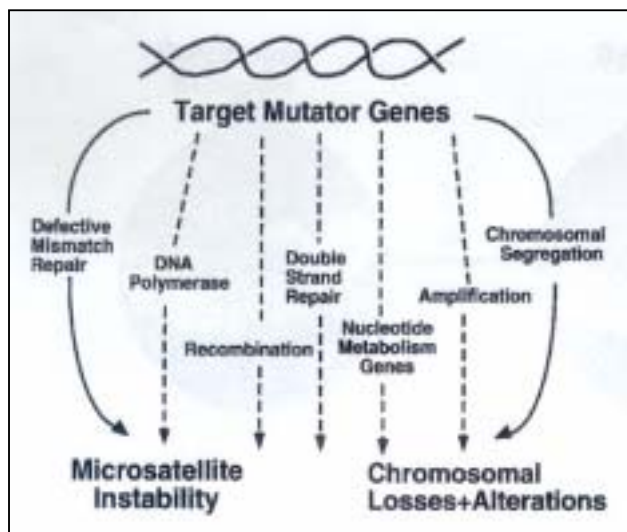 Target Mutator Genes
Defective
Mismatch
Repair
DNA
Polymerase
Recombination
Double
Strand
Repair
Nucleotide
Metabolism
Genes
Amplification
Chromosomal
Segregation
Microsatellite
Instability
Chromosomal
Losses+Alterations